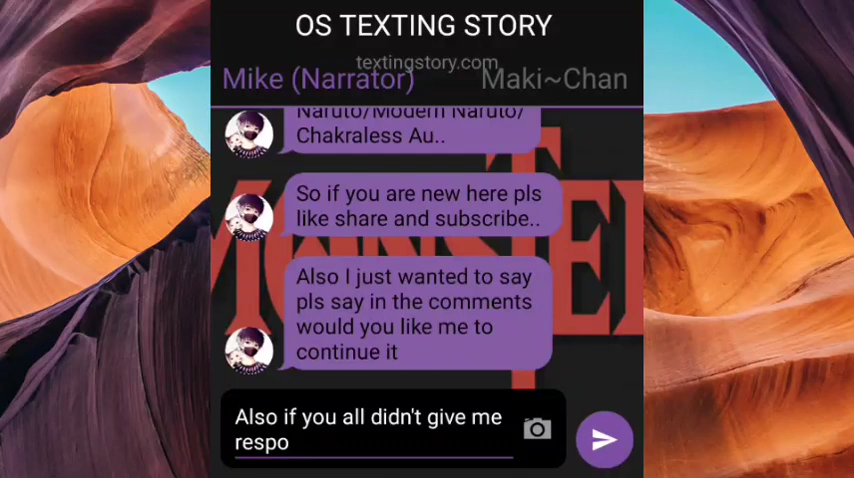 OS TEXTING STORY
textingstory.com
Mike (Narrator) Maki~Chan
Naruto/Modern Naruto/
Chakraless Au..
So if you are new here pls
like share and subscribe..
Also I just wanted to say
pls say in the comments
would you like me to
continue it
Also if you all didn't give me
respo